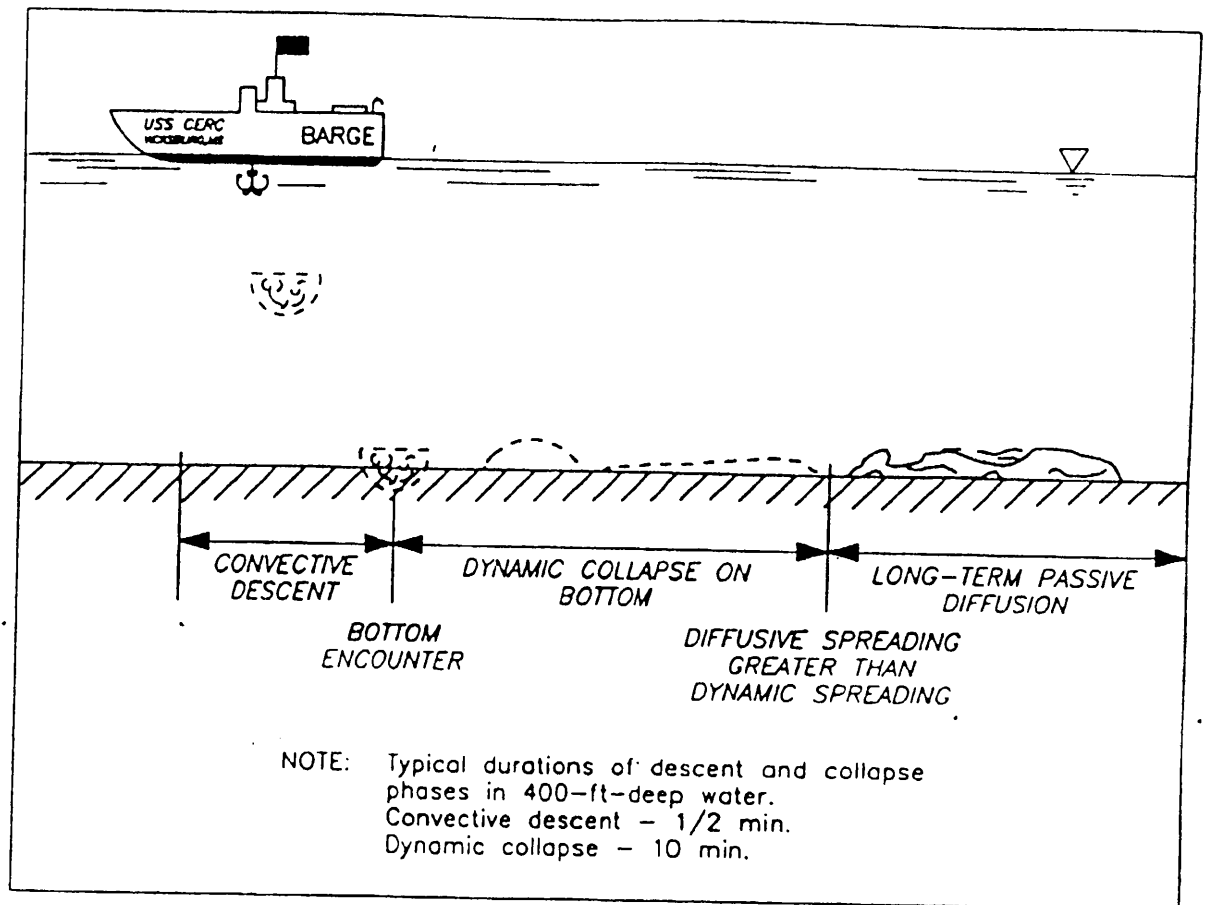 USS CERC
VICKSBURG, MS
BARGE
CONVECTIVE
DESCENT
DYNAMIC COLLAPSE ON
BOTTOM
LONG-TERM PASSIVE
DIFFUSION
BOTTOM
ENCOUNTER
DIFFUSIVE SPREADING
GREATER THAN
DYNAMIC SPREADING
NOTE: Typical durations of descent and collapse
phases in 400-ft-deep water.
Convective descent - 1/2 min.
Dynamic collapse - 10 min.